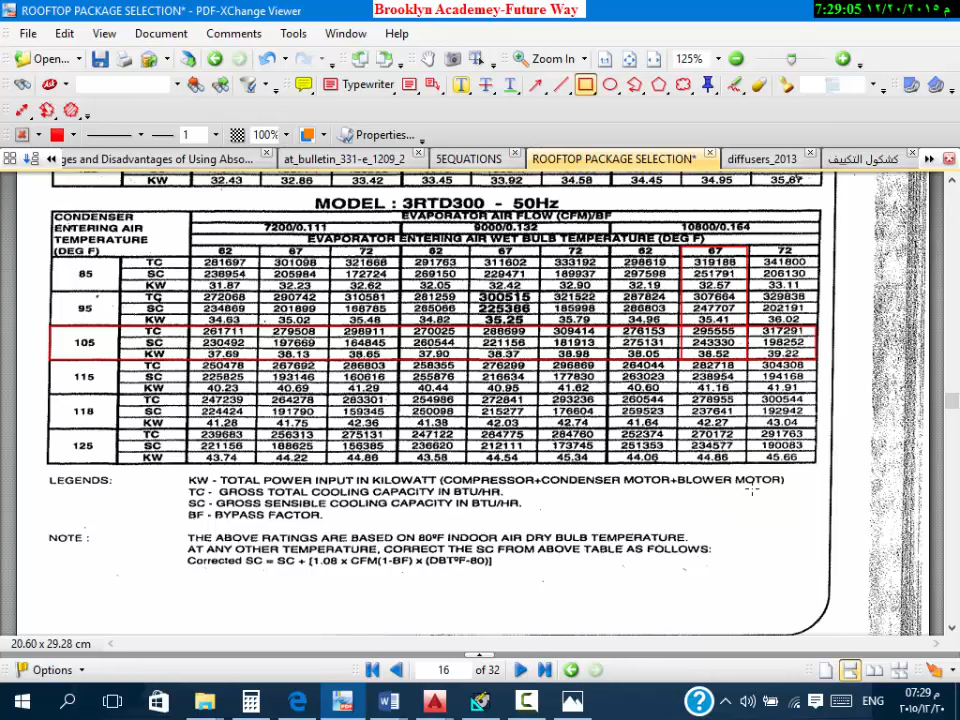 ROOFTOP PACKAGE SELECTION* - PDF-XChange Viewer
Brooklyn Academey-Future Way
7:29:05 م ١٢/٢٠/٢٠١٥
File Edit View Document Comments Tools Window Help
Open... Zoom In 125%
Typewriter
1 100% Properties...
ges and Disadvantages of Using Abso... at_bulletin_331-e_1209_2 5EQUATIONS ROOFTOP PACKAGE SELECTION* diffusers_2013 كشكول التكييف
KW 32.43 32.86 33.42 33.45 33.92 34.58 34.45 34.95 35.67
MODEL : 3RTD300 - 50Hz
CONDENSER ENTERING AIR TEMPERATURE (DEG F)
EVAPORATOR AIR FLOW (CFM)/BF
7200/0.111 9000/0.132 10800/0.164
EVAPORATOR ENTERING AIR WET BULB TEMPERATURE (DEG F)
62 67 72 62 67 72 62 67 72
85 TC 281697 301098 321668 291763 311602 333192 298619 319188 341800
SC 238954 205984 172724 269150 229471 189937 297598 251791 206130
KW 31.87 32.23 32.62 32.05 32.42 32.90 32.19 32.57 33.11
95 TC 272068 290742 310581 281259 300515 321522 287824 307664 329838
SC 234869 201899 168785 265066 225386 185998 286803 247707 202191
KW 34.63 35.02 35.48 34.82 35.25 35.79 34.96 35.41 36.02
105 TC 261711 279508 298911 270025 288699 309414 276153 295555 317291
SC 230492 197669 164845 260544 221156 181913 275131 243330 198252
KW 37.69 38.13 38.65 37.90 38.37 38.98 38.05 38.52 39.22
115 TC 250478 267692 286803 258355 276299 296869 264044 282718 304308
SC 225825 193146 160616 255876 216634 177630 263023 238954 194168
KW 40.23 40.69 41.29 40.44 40.95 41.62 40.60 41.16 41.91
118 TC 247239 264278 283301 254986 272841 293236 260544 278955 300544
SC 224424 191790 159345 250098 215277 176604 259523 237641 192942
KW 41.28 41.75 42.36 41.38 42.03 42.74 41.64 42.27 43.04
125 TC 239683 256313 275131 247122 264775 284760 252374 270172 291763
SC 221156 188625 156385 236620 212111 173745 251353 234577 190083
KW 43.74 44.22 44.86 43.58 44.54 45.34 44.06 44.86 45.66
LEGENDS: KW - TOTAL POWER INPUT IN KILOWATT (COMPRESSOR+CONDENSER MOTOR+BLOWER MOTOR)
TC - GROSS TOTAL COOLING CAPACITY IN BTU/HR.
SC - GROSS SENSIBLE COOLING CAPACITY IN BTU/HR.
BF - BYPASS FACTOR.
NOTE : THE ABOVE RATINGS ARE BASED ON 80ºF INDOOR AIR DRY BULB TEMPERATURE.
AT ANY OTHER TEMPERATURE, CORRECT THE SC FROM ABOVE TABLE AS FOLLOWS:
Corrected SC = SC + [1.08 x CFM(1-BF) x (DBTºF-80)]
20.60 x 29.28 cm
Options 16 of 32
ENG 07:29 م
٢٠١٥/١٢/٢٠